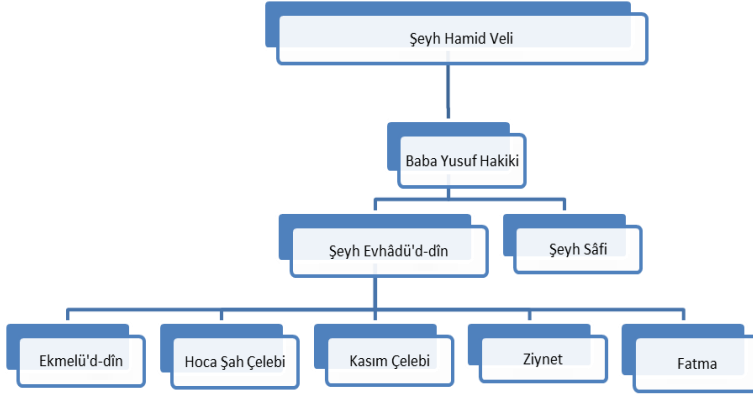 Şeyh Hamid Veli
Baba Yusuf Hakiki
Şeyh Evhâdü'd-dîn
Şeyh Sâfi
Ekmelü'd-dîn
Hoca Şah Çelebi
Kasım Çelebi
Ziynet
Fatma